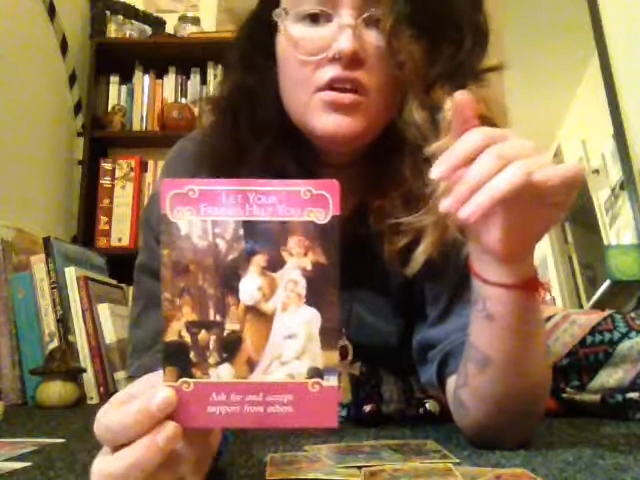 Let Your
Friends Help You
Ask for and accept
support from others.